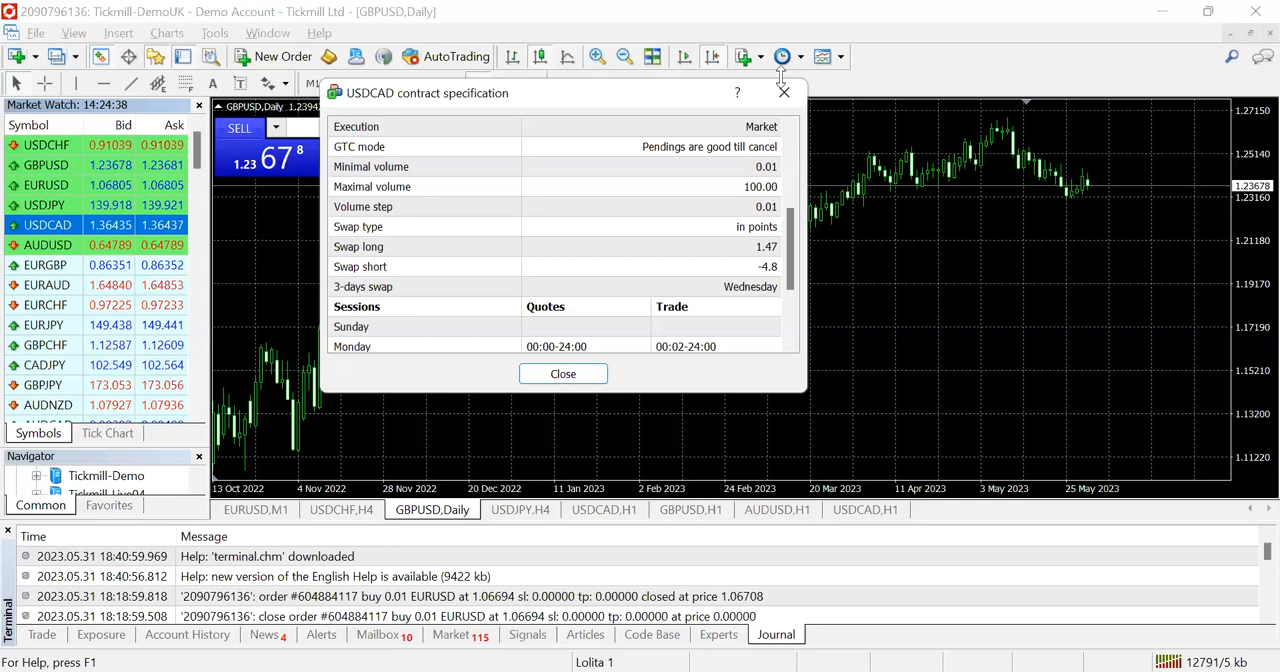 2090796136: Tickmill-DemoUK - Demo Account - Tickmill Ltd - [GBPUSD,Daily]
File View Insert Charts Tools Window Help
New Order AutoTrading
A T M1
Market Watch: 14:24:38
Symbol Bid Ask
USDCHF 0.91039 0.91039
GBPUSD 1.23678 1.23681
EURUSD 1.06805 1.06805
USDJPY 139.918 139.921
USDCAD 1.36435 1.36437
AUDUSD 0.64789 0.64789
EURGBP 0.86351 0.86352
EURAUD 1.64840 1.64853
EURCHF 0.97225 0.97233
EURJPY 149.438 149.441
GBPCHF 1.12587 1.12609
CADJPY 102.549 102.564
GBPJPY 173.053 173.056
AUDNZD 1.07927 1.07936
Symbols Tick Chart
Navigator
Tickmill-Demo
Tickmill-Live04
Common Favorites
GBPUSD,Daily 1.2394
SELL
1.23 67 8
USDCAD contract specification
?
Execution Market
GTC mode Pendings are good till cancel
Minimal volume 0.01
Maximal volume 100.00
Volume step 0.01
Swap type in points
Swap long 1.47
Swap short -4.8
3-days swap Wednesday
Sessions Quotes Trade
Sunday
Monday 00:00-24:00 00:02-24:00
Close
1.27150
1.25140
1.23678
1.23160
1.21180
1.19170
1.17190
1.15210
1.13200
1.11220
13 Oct 2022 4 Nov 2022 28 Nov 2022 20 Dec 2022 11 Jan 2023 2 Feb 2023 24 Feb 2023 20 Mar 2023 11 Apr 2023 3 May 2023 25 May 2023
EURUSD,M1 USDCHF,H4 GBPUSD,Daily USDJPY,H4 USDCAD,H1 GBPUSD,H1 AUDUSD,H1 USDCAD,H1
Time Message
2023.05.31 18:40:59.969 Help: 'terminal.chm' downloaded
2023.05.31 18:40:56.812 Help: new version of the English Help is available (9422 kb)
2023.05.31 18:18:59.818 '2090796136': order #604884117 buy 0.01 EURUSD at 1.06694 sl: 0.00000 tp: 0.00000 closed at price 1.06708
2023.05.31 18:18:59.508 '2090796136': close order #604884117 buy 0.01 EURUSD at 1.06694 sl: 0.00000 tp: 0.00000 at price 0.00000
Terminal
Trade Exposure Account History News 4 Alerts Mailbox 10 Market 115 Signals Articles Code Base Experts Journal
For Help, press F1 Lolita 1 12791/5 kb